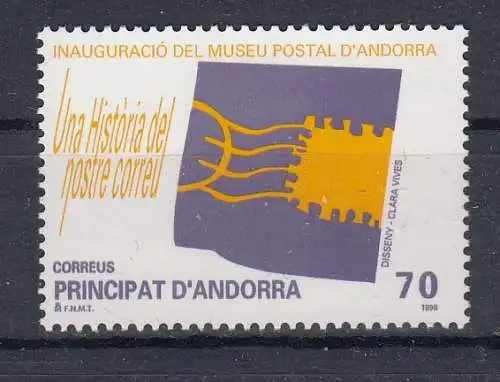 INAUGURACIÓ DEL MUSEU POSTAL D'ANDORRA
Una Història del
nostre correu
DISSENY - CLARA VIVES
CORREUS
PRINCIPAT D'ANDORRA
F.N.M.T.
70
1998